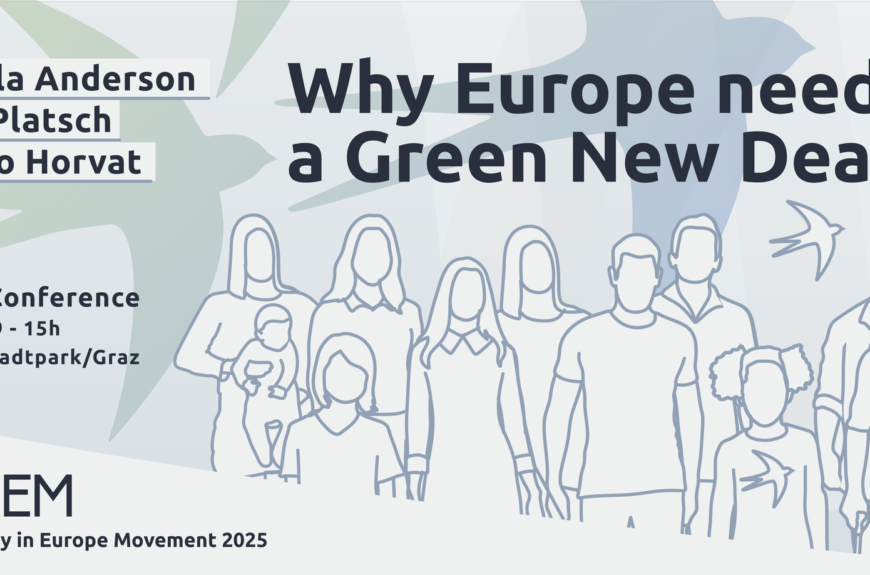 la Anderson
Platsch
o Horvat
Why Europe need
a Green New Dea
Conference
9 - 15h
adtpark/Graz
EM
y in Europe Movement 2025